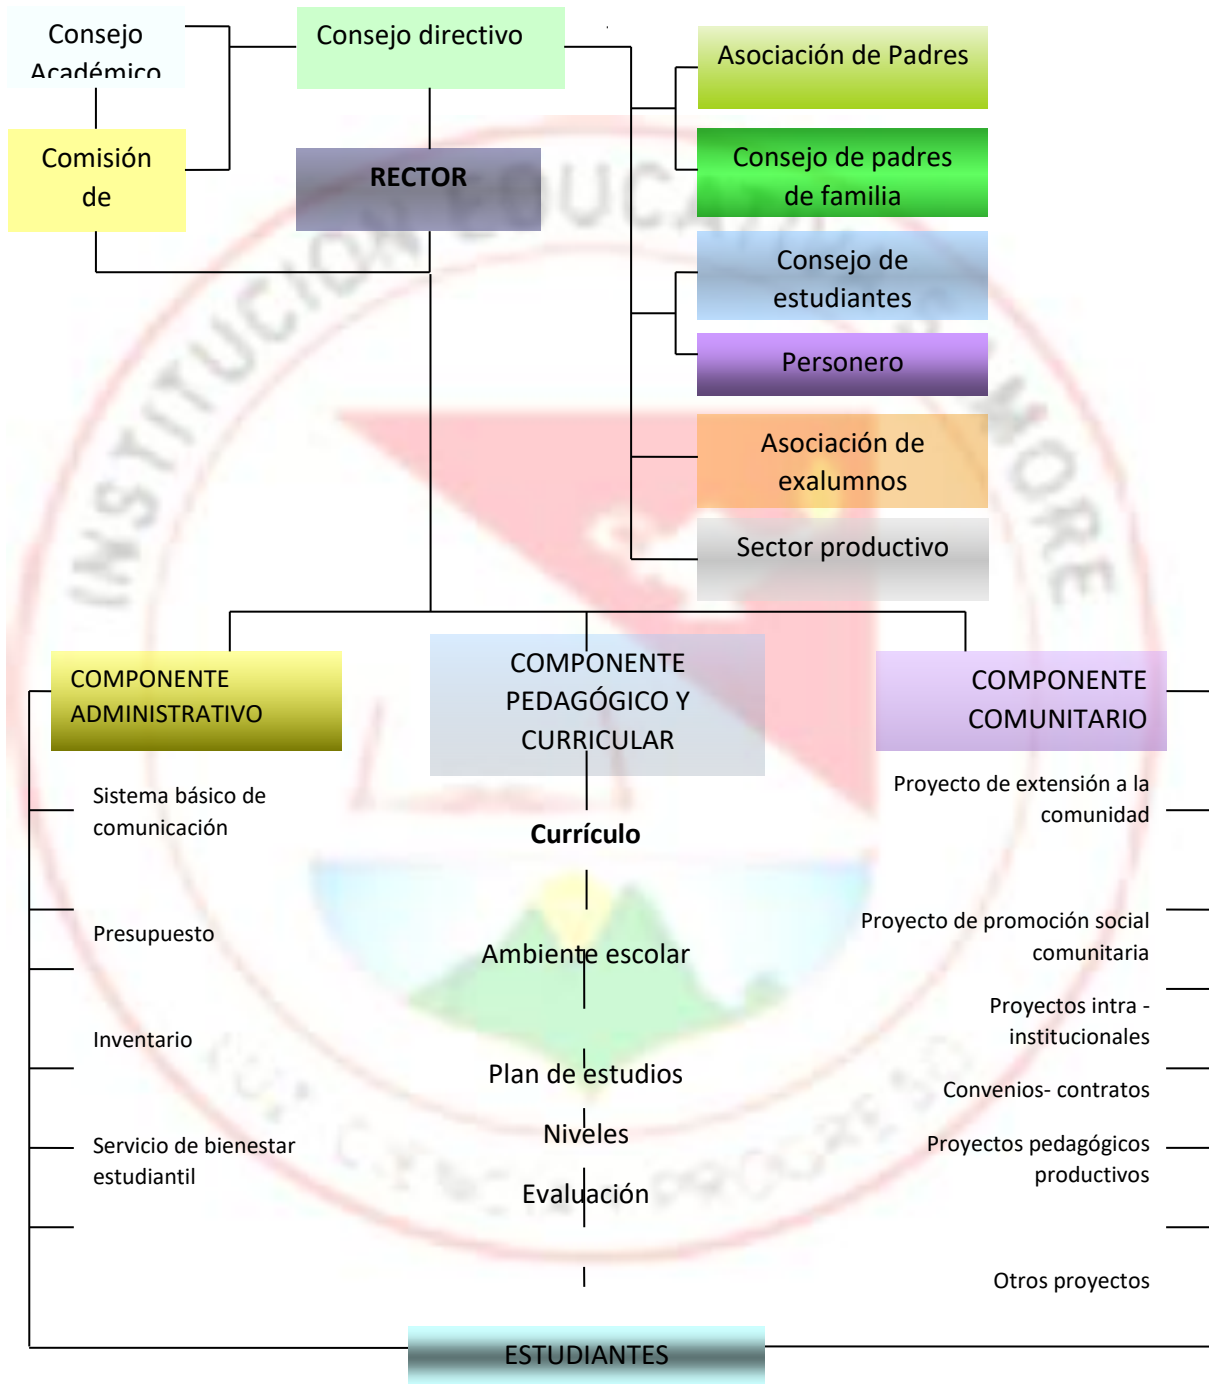 Consejo
Académico
Consejo directivo
Asociación de Padres
Comisión
de
RECTOR
Consejo de padres
de familia
Consejo de
estudiantes
Personero
Asociación de
exalumnos
Sector productivo
COMPONENTE
ADMINISTRATIVO
COMPONENTE
PEDAGÓGICO Y
CURRICULAR
COMPONENTE
COMUNITARIO
Sistema básico de
comunicación
Presupuesto
Inventario
Servicio de bienestar
estudiantil
Currículo
Ambiente escolar
Plan de estudios
Niveles
Evaluación
Proyecto de extensión a la
comunidad
Proyecto de promoción social
comunitaria
Proyectos intra -
institucionales
Convenios- contratos
Proyectos pedagógicos
productivos
Otros proyectos
ESTUDIANTES
INSTITUCION EDUCATIVA SAMORE